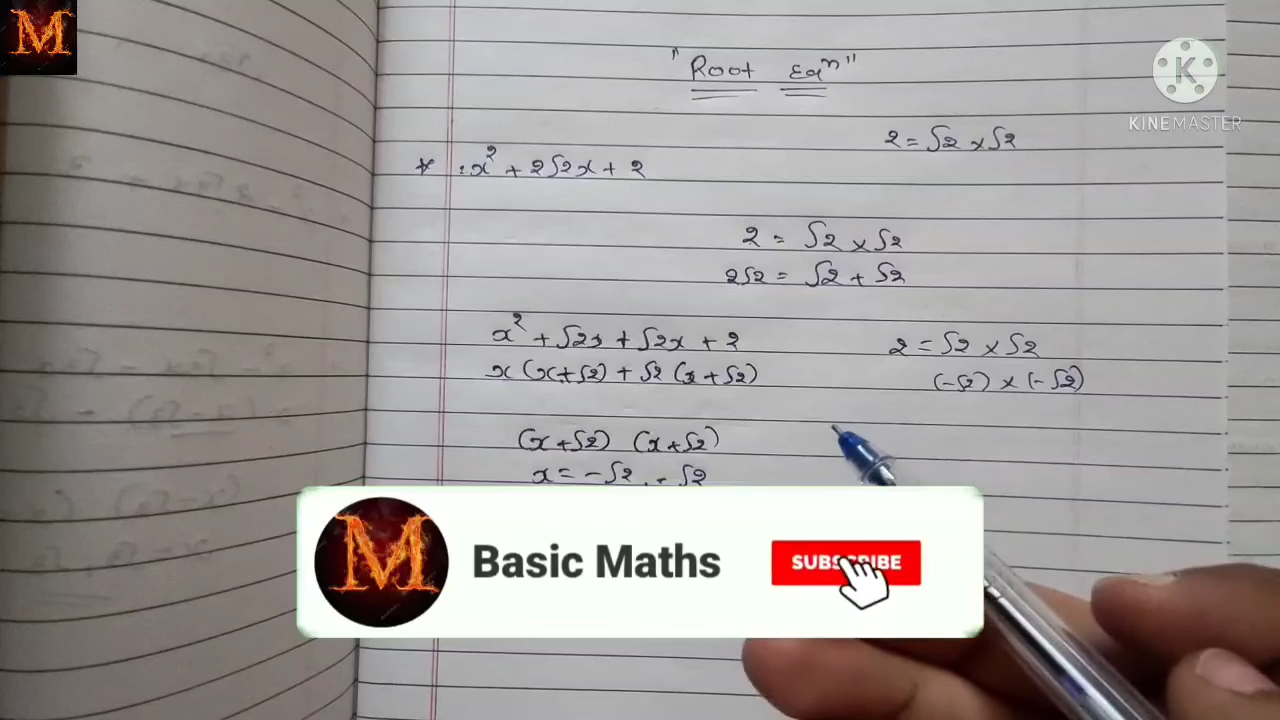 M
"Root Eqⁿ"
K
KINEMASTER
2 = √2 × √2
* : x² + 2√2x + 2
2 = √2 × √2
2√2 = √2 + √2
x² + √2x + √2x + 2
2 = √2 × √2
x (x+√2) + √2 (x+√2)
(-√2) × (-√2)
(x+√2) (x+√2)
x = -√2, -√2
M
Basic Maths
SUBSCRIBE